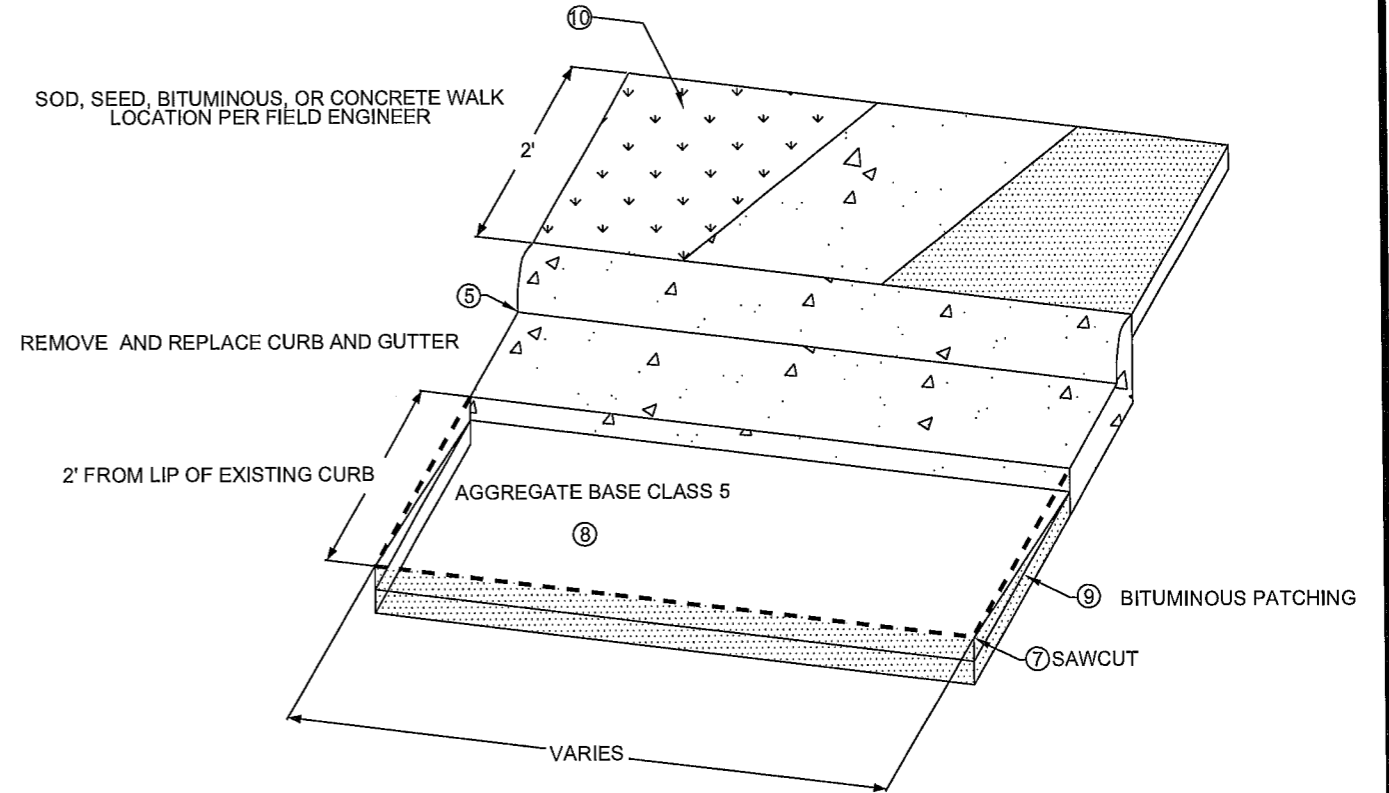 ⑩
SOD, SEED, BITUMINOUS, OR CONCRETE WALK
LOCATION PER FIELD ENGINEER
2'
⑤
REMOVE AND REPLACE CURB AND GUTTER
2' FROM LIP OF EXISTING CURB
AGGREGATE BASE CLASS 5
⑧
⑨ BITUMINOUS PATCHING
⑦ SAWCUT
VARIES